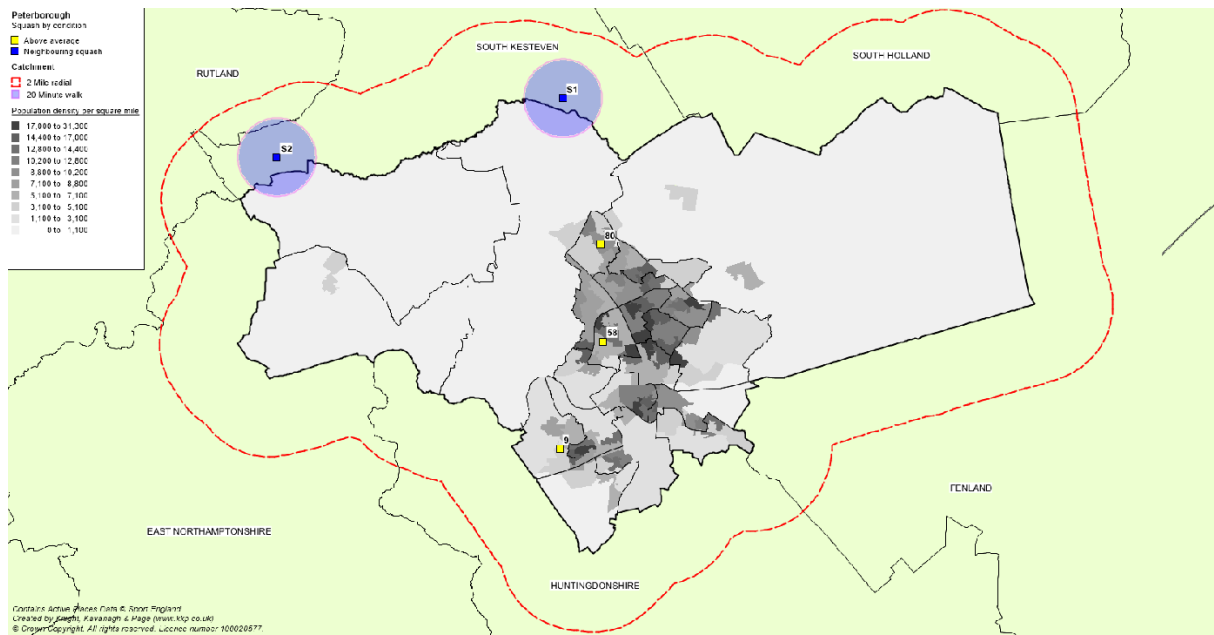 Peterborough
Squash by condition
Above average
Neighbouring squash
Catchment
2 Mile radial
20 Minute walk
Population density per square mile
17,000 to 31,300
14,400 to 17,000
12,800 to 14,400
10,200 to 12,800
8,800 to 10,200
7,100 to 8,800
5,100 to 7,100
3,100 to 5,100
1,100 to 3,100
0 to 1,100
SOUTH KESTEVEN
SOUTH HOLLAND
RUTLAND
S1
S2
80
58
9
FENLAND
EAST NORTHAMPTONSHIRE
HUNTINGDONSHIRE
Contains Active Places Data © Sport England
Created by Knight, Kavanagh & Page (www.kkp.co.uk)
© Crown Copyright. All rights reserved. Licence number 100020577.